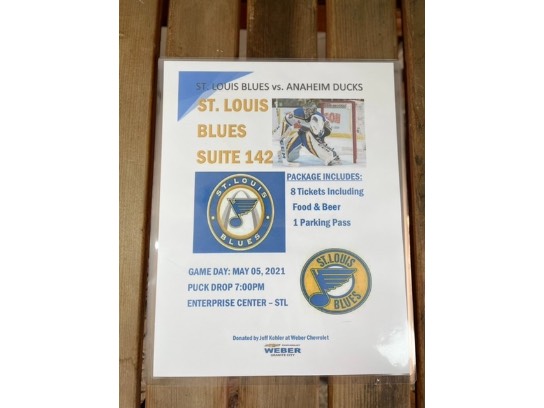 ST. LOUIS BLUES vs. ANAHEIM DUCKS
ST. LOUIS
BLUES
SUITE 142
PACKAGE INCLUDES:
8 Tickets Including
Food & Beer
1 Parking Pass
ST. LOUIS
BLUES
ST. LOUIS
BLUES
GAME DAY: MAY 05, 2021
PUCK DROP 7:00PM
ENTERPRISE CENTER – STL
Donated by Jeff Kohler at Weber Chevrolet
WEBER
GRANITE CITY